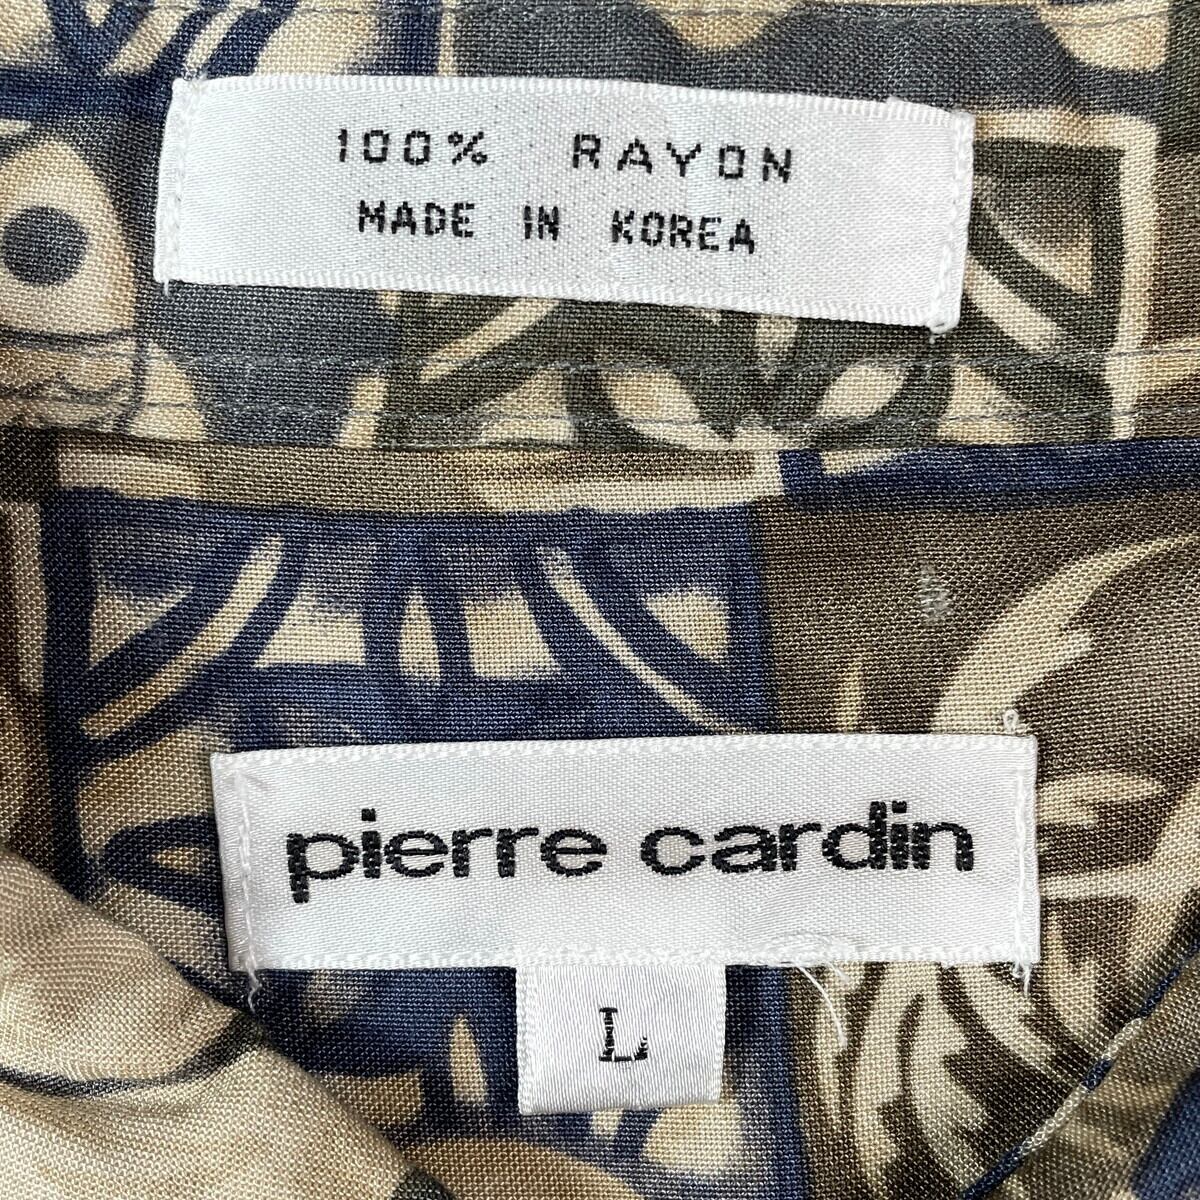 100% RAYON
MADE IN KOREA
pierre cardin
L